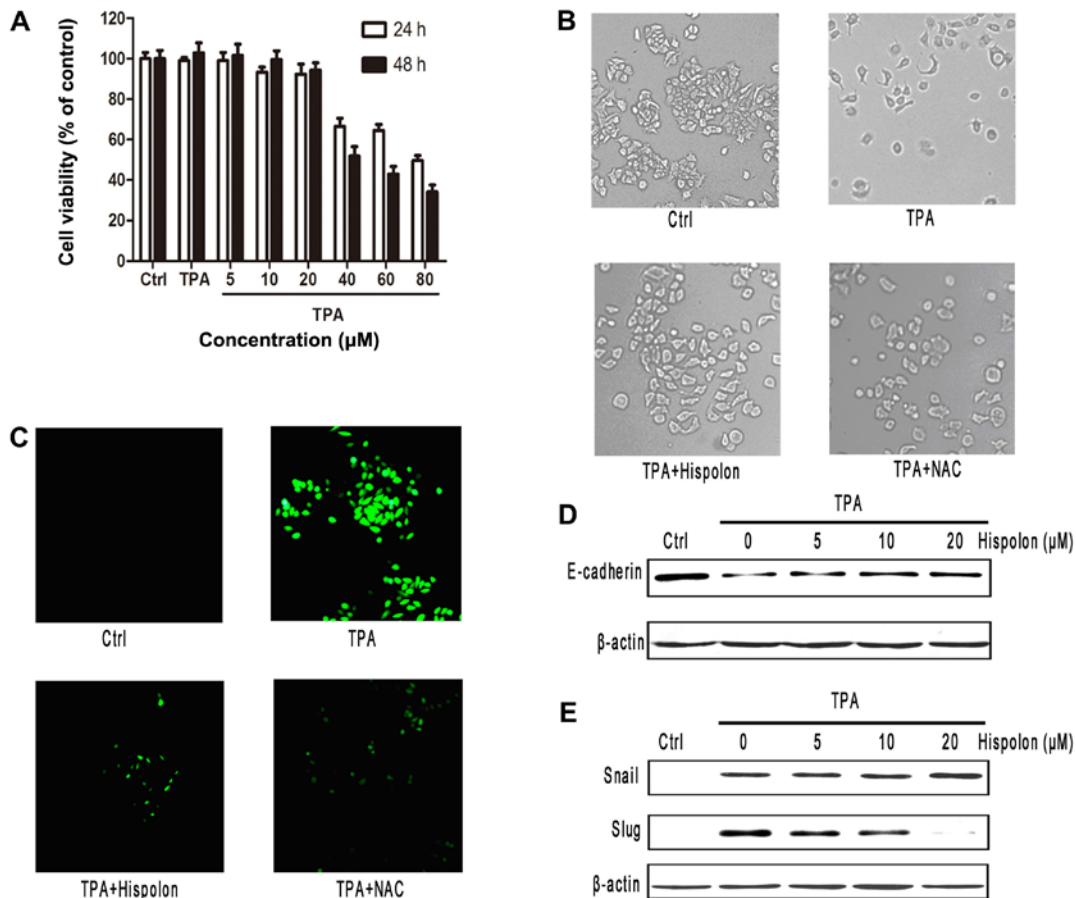 A
Cell viability (% of control)
120
100
80
60
40
20
0
24 h
48 h
Ctrl TPA 5 10 20 40 60 80
TPA
Concentration (µM)
B
Ctrl TPA
TPA+Hispolon TPA+NAC
C
Ctrl TPA
TPA+Hispolon TPA+NAC
D
TPA
Ctrl 0 5 10 20 Hispolon (µM)
E-cadherin
β-actin
E
TPA
Ctrl 0 5 10 20 Hispolon (µM)
Snail
Slug
β-actin